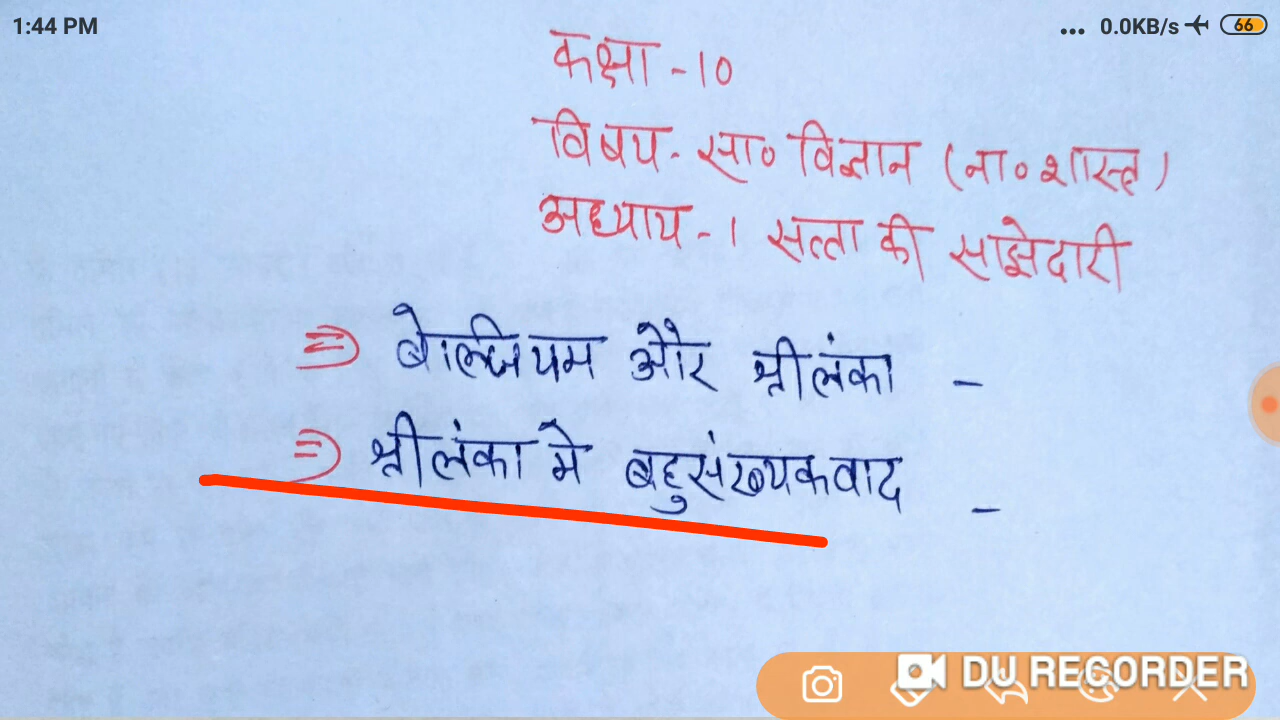 1:44 PM
... 0.0KB/s 66
कक्षा - 10
विषय - सा० विज्ञान (ना० शास्त्र)
अध्याय - 1 सत्ता की साझेदारी
⇒ बेल्जियम और श्रीलंका -
⇒ श्रीलंका मे बहुसंख्यकवाद -
DU RECORDER